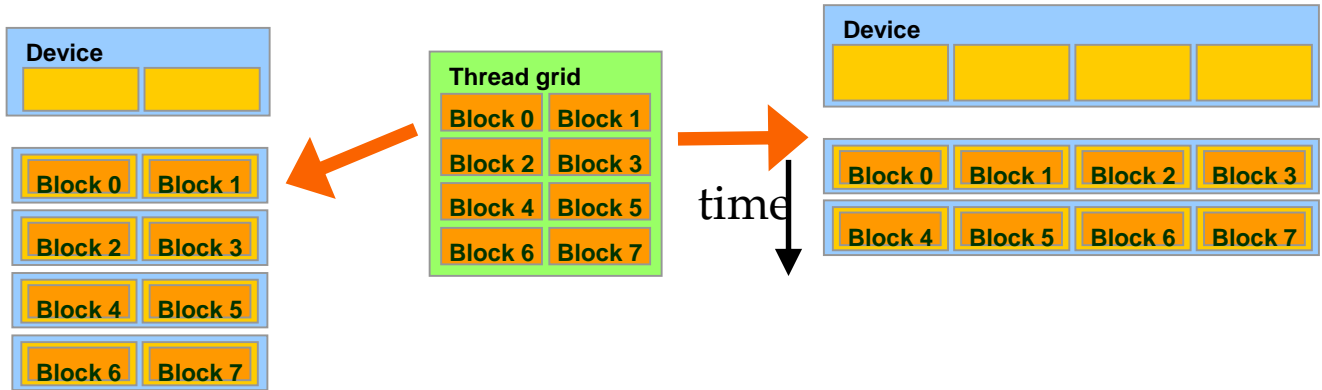 Device
Block 0 Block 1
Block 2 Block 3
Block 4 Block 5
Block 6 Block 7
Thread grid
Block 0 Block 1
Block 2 Block 3
Block 4 Block 5
Block 6 Block 7
time
Device
Block 0 Block 1 Block 2 Block 3
Block 4 Block 5 Block 6 Block 7